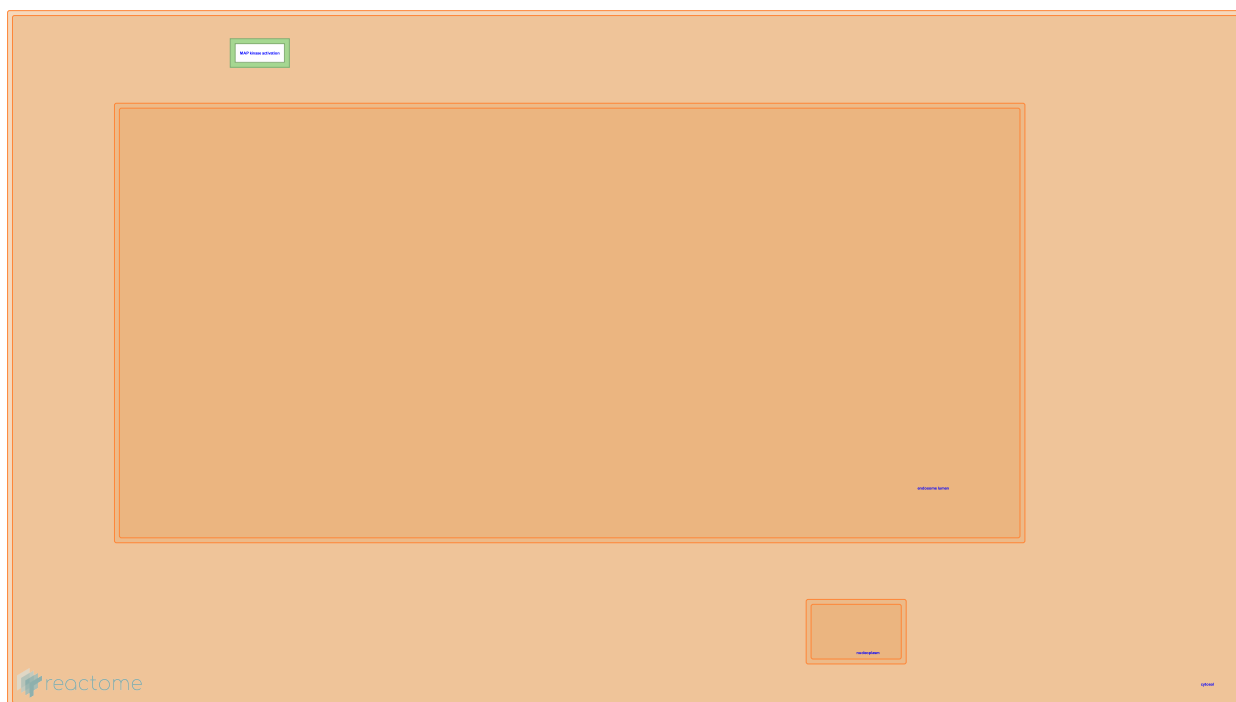 MAP kinase activation
endosome lumen
nucleoplasm
reactome
cytosol